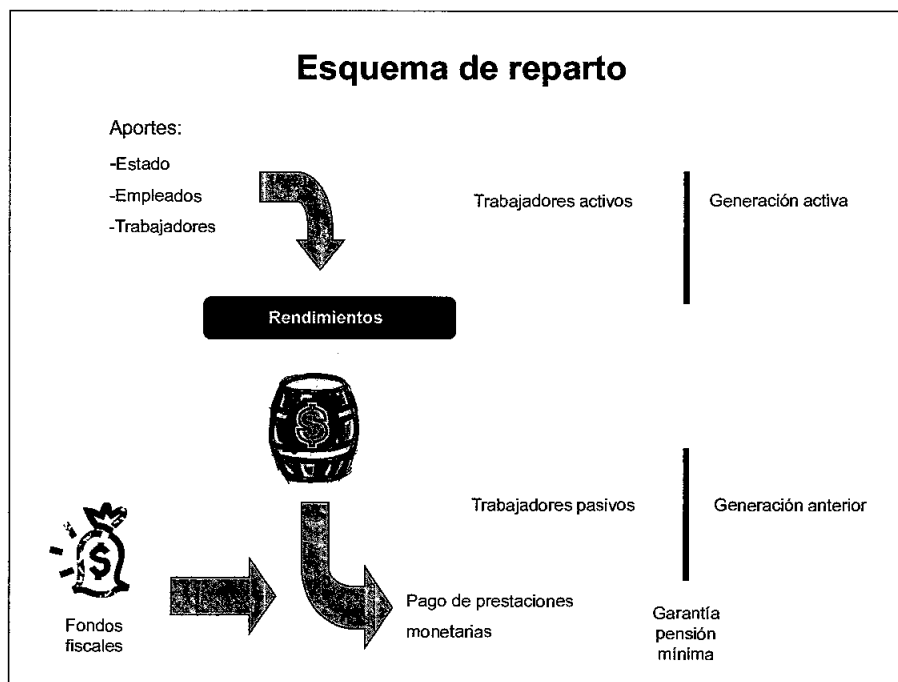 Esquema de reparto
Aportes:
-Estado
-Empleados
-Trabajadores
Trabajadores activos
Generación activa
Rendimientos
$
Trabajadores pasivos
Generación anterior
$
Fondos
fiscales
Pago de prestaciones
monetarias
Garantía
pensión
mínima